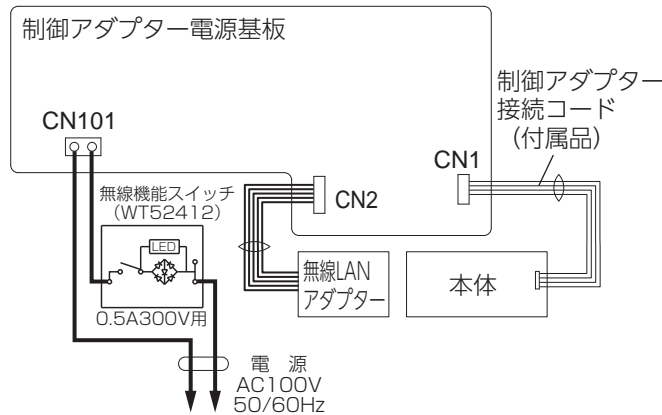 制御アダプター電源基板
制御アダプター
接続コード
（付属品）
CN101
CN1
無線機能スイッチ
（WT52412）
CN2
LED
無線LAN
アダプター
本体
0.5A300V用
電 源
AC100V
50/60Hz